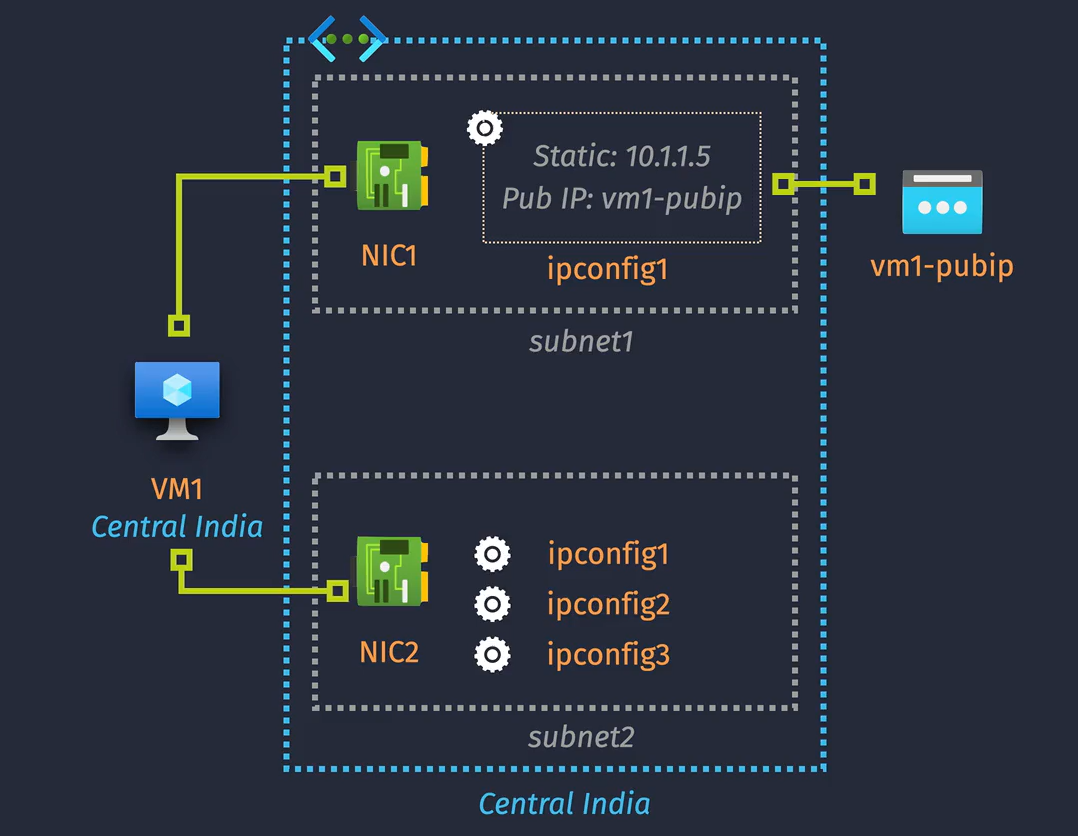 Static: 10.1.1.5
Pub IP: vm1-pubip
NIC1
ipconfig1
vm1-pubip
subnet1
VM1
Central India
ipconfig1
ipconfig2
NIC2
ipconfig3
subnet2
Central India